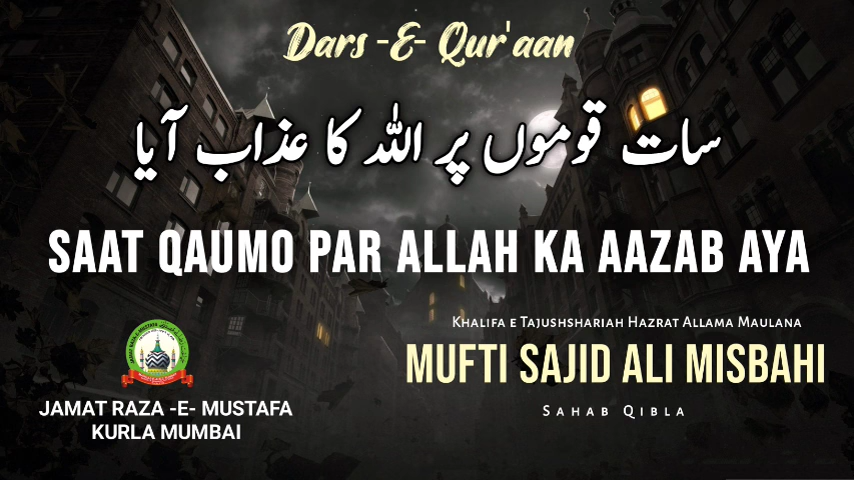 Dars -E- Qur'aan
سات قوموں پر اللہ کا عذاب آیا
SAAT QAUMO PAR ALLAH KA AAZAB AYA
KHALIFA E TAJUSHSHARIAH HAZRAT ALLAMA MAULANA
MUFTI SAJID ALI MISBAHI
SAHAB QIBLA
JAMAT RAZA -E- MUSTAFA
KURLA MUMBAI